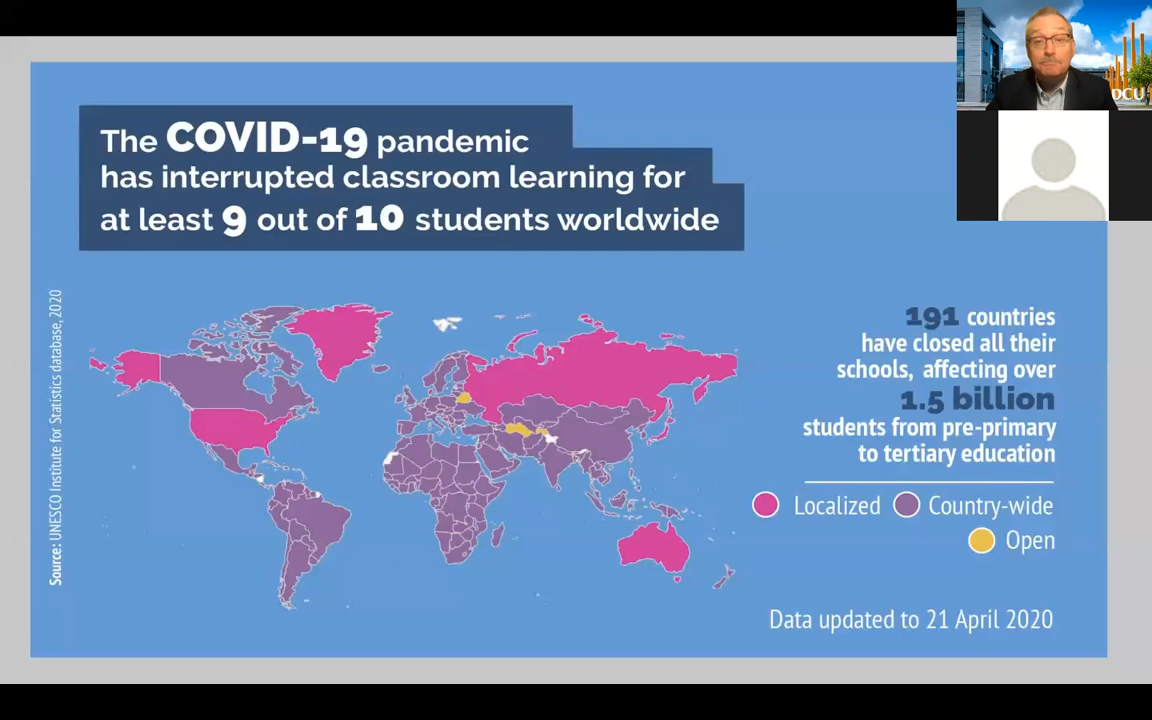 The COVID-19 pandemic
has interrupted classroom learning for
at least 9 out of 10 students worldwide
Source: UNESCO Institute for Statistics database, 2020
191 countries
have closed all their
schools, affecting over
1.5 billion
students from pre-primary
to tertiary education
Localized
Country-wide
Open
Data updated to 21 April 2020
DCU